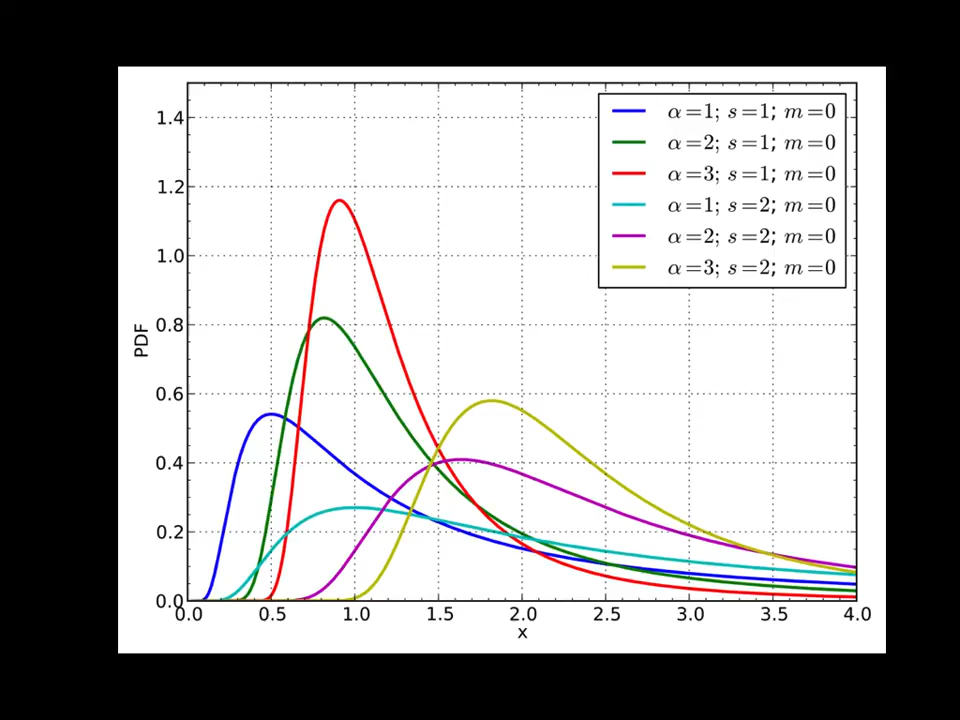 1.4
1.2
1.0
0.8
0.6
0.4
0.2
0.0
PDF
0.0 0.5 1.0 1.5 2.0 2.5 3.0 3.5 4.0
x
α=1; s=1; m=0
α=2; s=1; m=0
α=3; s=1; m=0
α=1; s=2; m=0
α=2; s=2; m=0
α=3; s=2; m=0